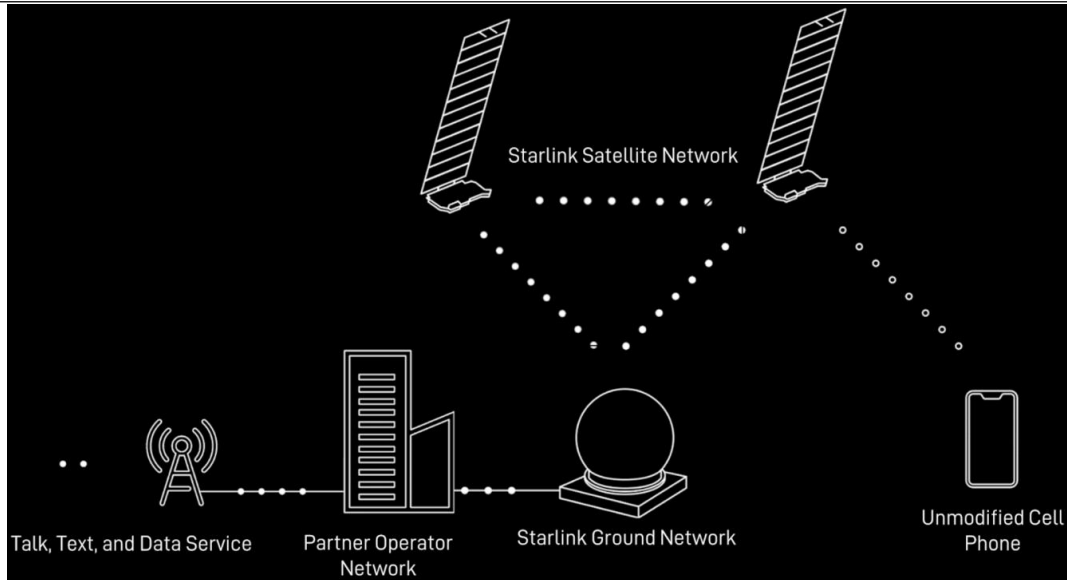 Starlink Satellite Network
Talk, Text, and Data Service
Partner Operator
Network
Starlink Ground Network
Unmodified Cell
Phone